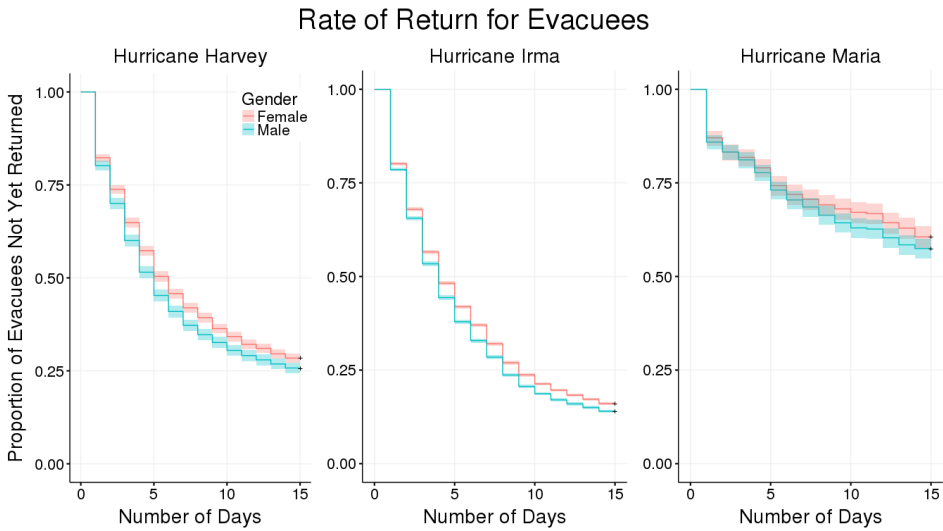 Rate of Return for Evacuees
Hurricane Harvey
Hurricane Irma
Hurricane Maria
Proportion of Evacuees Not Yet Returned
1.00
0.75
0.50
0.25
0.00
Gender
Female
Male
0 5 10 15
Number of Days
1.00
0.75
0.50
0.25
0.00
0 5 10 15
Number of Days
1.00
0.75
0.50
0.25
0.00
0 5 10 15
Number of Days